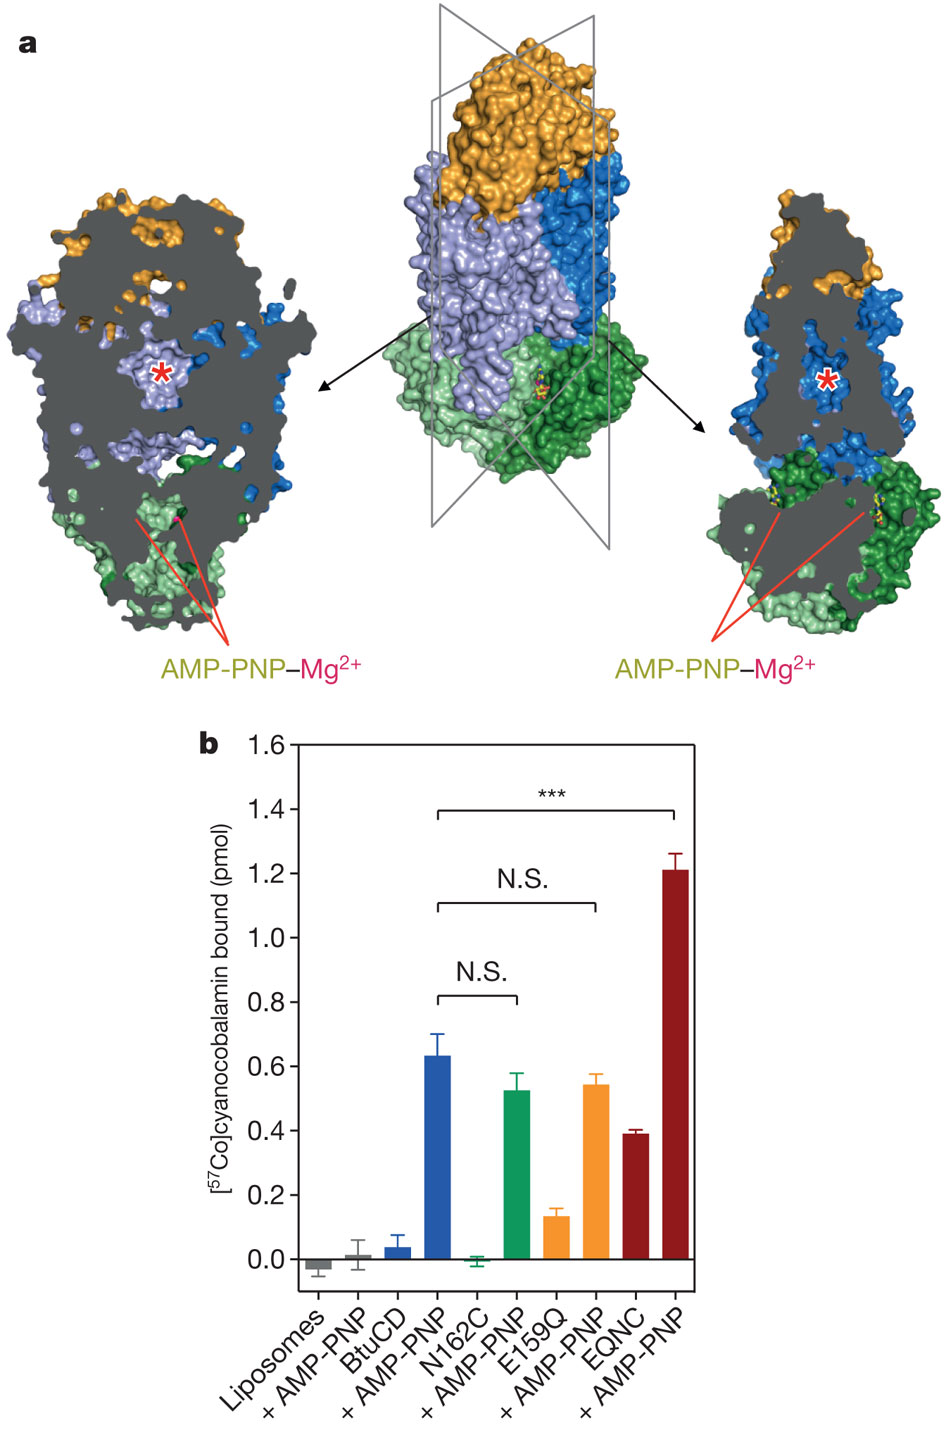 a
*
*
AMP-PNP–Mg²⁺
AMP-PNP–Mg²⁺
b
[⁵⁷Co]cyanocobalamin bound (pmol)
1.6
1.4
1.2
1.0
0.8
0.6
0.4
0.2
0.0
***
N.S.
N.S.
Liposomes
+ AMP-PNP
BtuCD
+ AMP-PNP
N162C
+ AMP-PNP
E159Q
+ AMP-PNP
EQNC
+ AMP-PNP